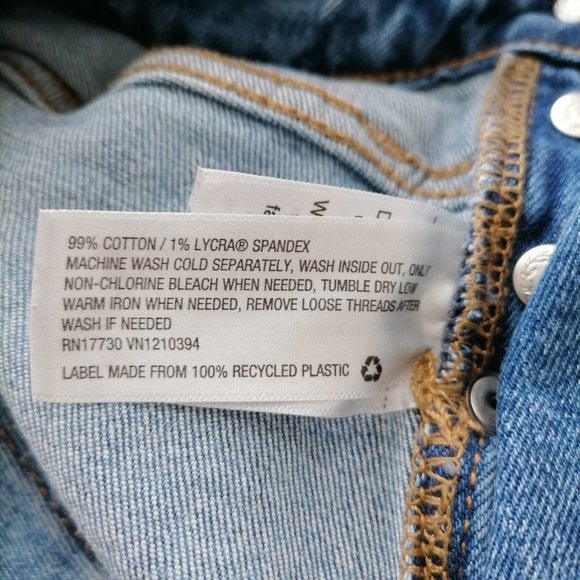 99% COTTON / 1% LYCRA® SPANDEX
MACHINE WASH COLD SEPARATELY, WASH INSIDE OUT, ONLY
NON-CHLORINE BLEACH WHEN NEEDED, TUMBLE DRY LOW
WARM IRON WHEN NEEDED, REMOVE LOOSE THREADS AFTER
WASH IF NEEDED
RN17730 VN1210394
LABEL MADE FROM 100% RECYCLED PLASTIC